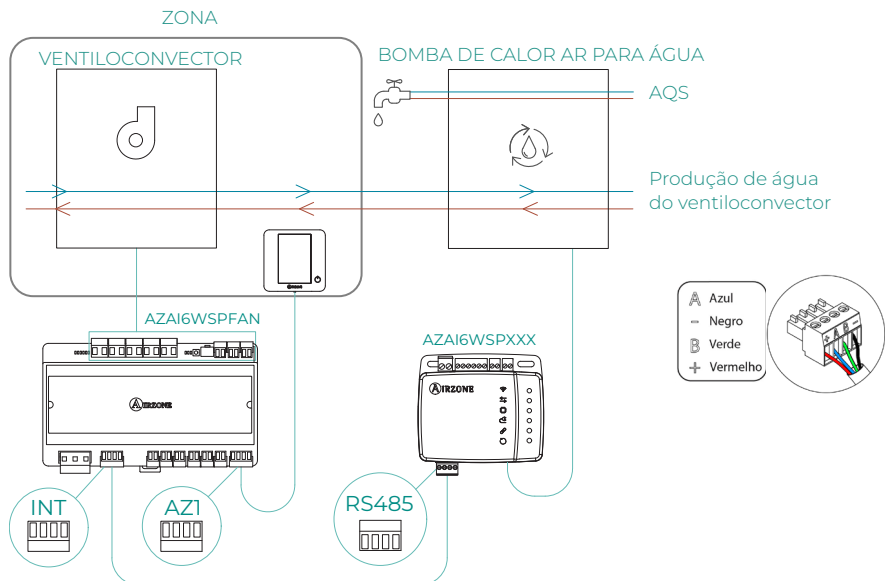 ZONA
VENTILOCONVECTOR
BOMBA DE CALOR AR PARA ÁGUA
AQS
Produção de água
do ventiloconvector
AZAI6WSPFAN
AZAI6WSPXXX
AIRZONE
AIRZONE
A Azul
- Negro
B Verde
+ Vermelho
+ A B -
INT
AZ1
RS485